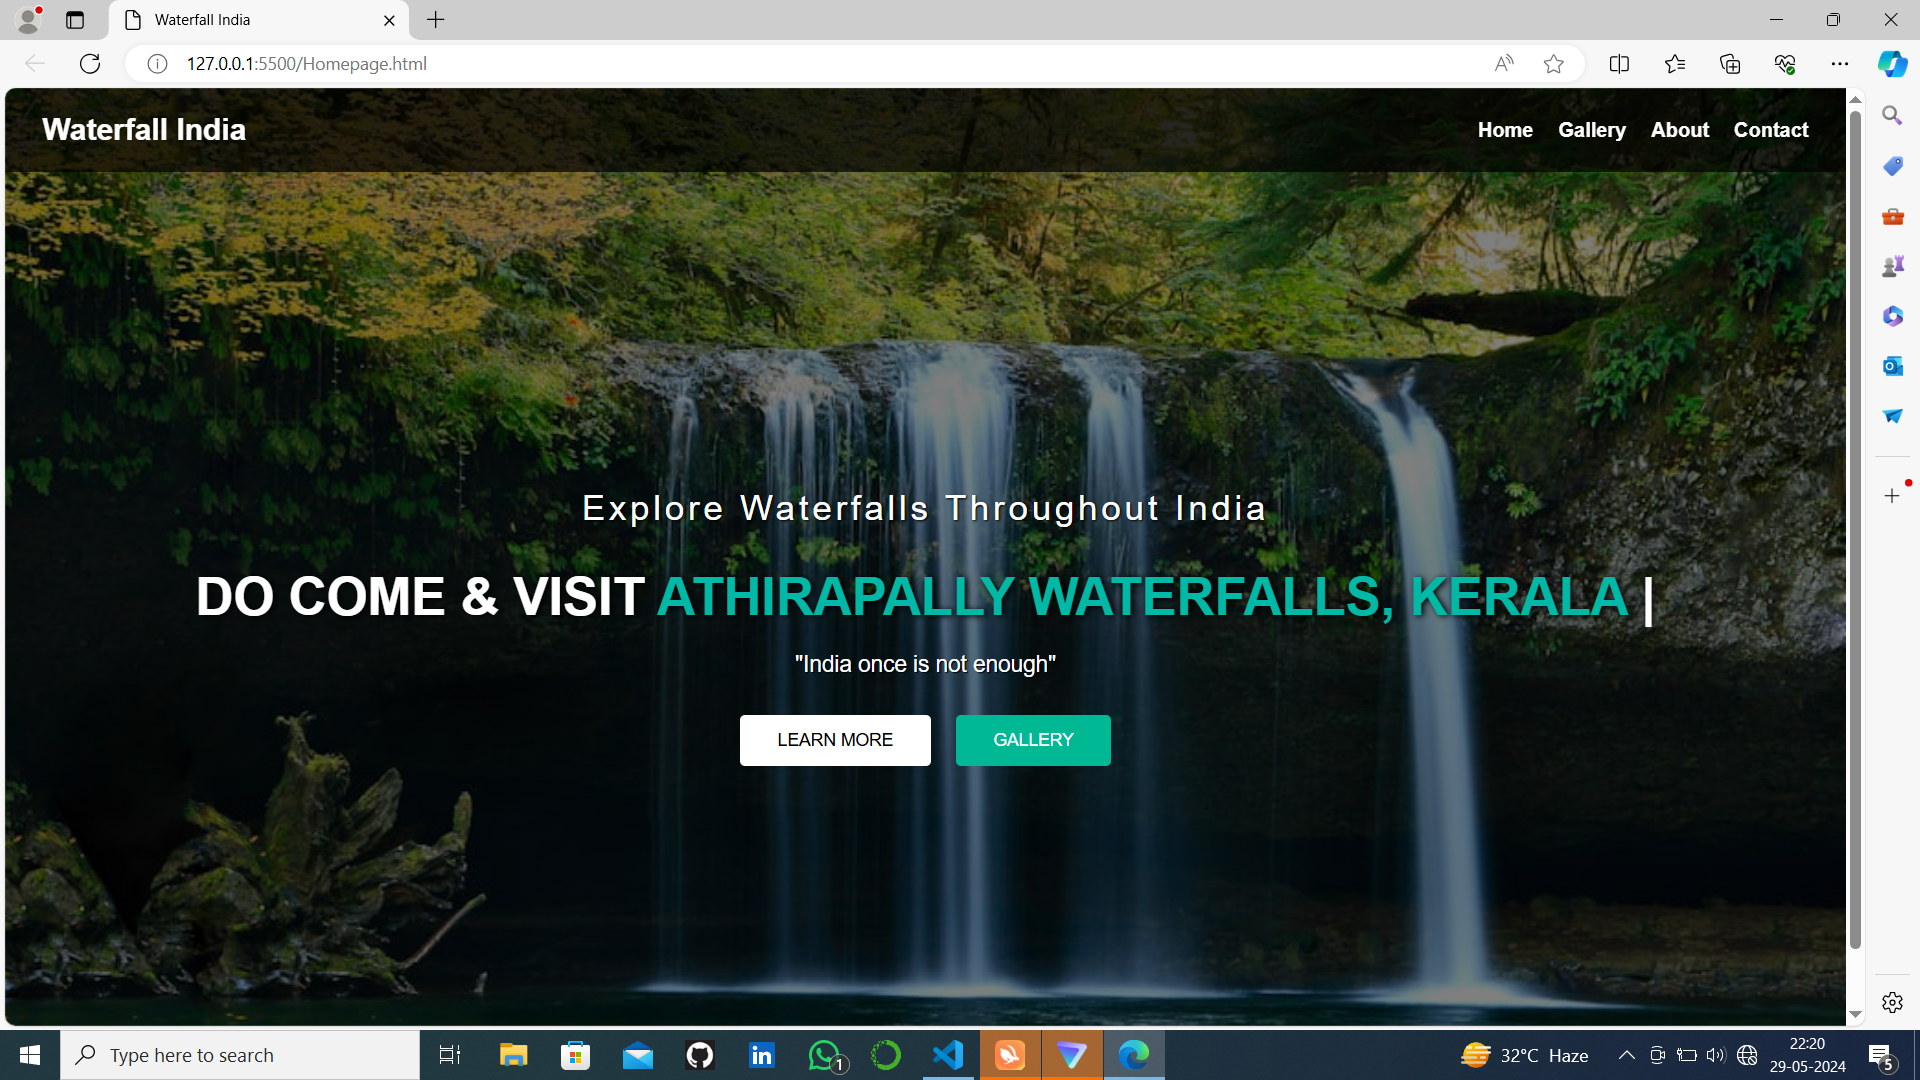 Waterfall India
127.0.0.1:5500/Homepage.html
Waterfall India
Home Gallery About Contact
Explore Waterfalls Throughout India
DO COME & VISIT ATHIRAPALLY WATERFALLS, KERALA |
"India once is not enough"
LEARN MORE GALLERY
Type here to search
1
32°C Haze
22:20
29-05-2024
5